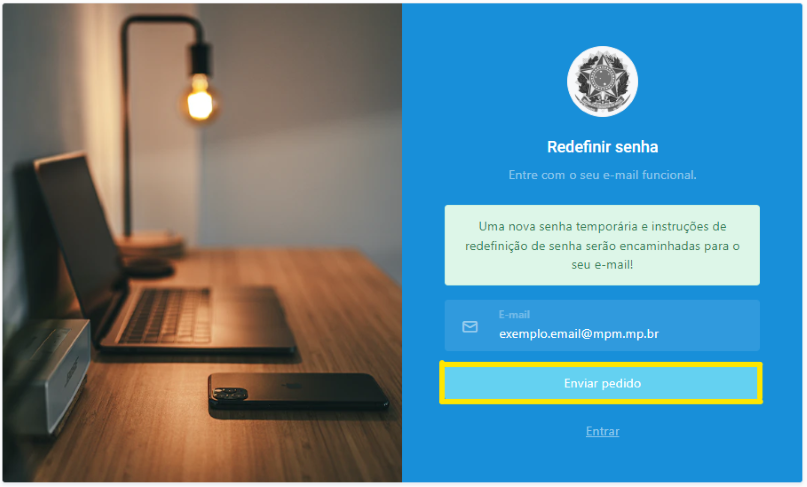 Redefinir senha
Entre com o seu e-mail funcional.
Uma nova senha temporária e instruções de
redefinição de senha serão encaminhadas para o
seu e-mail!
E-mail
exemplo.email@mpm.mp.br
Enviar pedido
Entrar